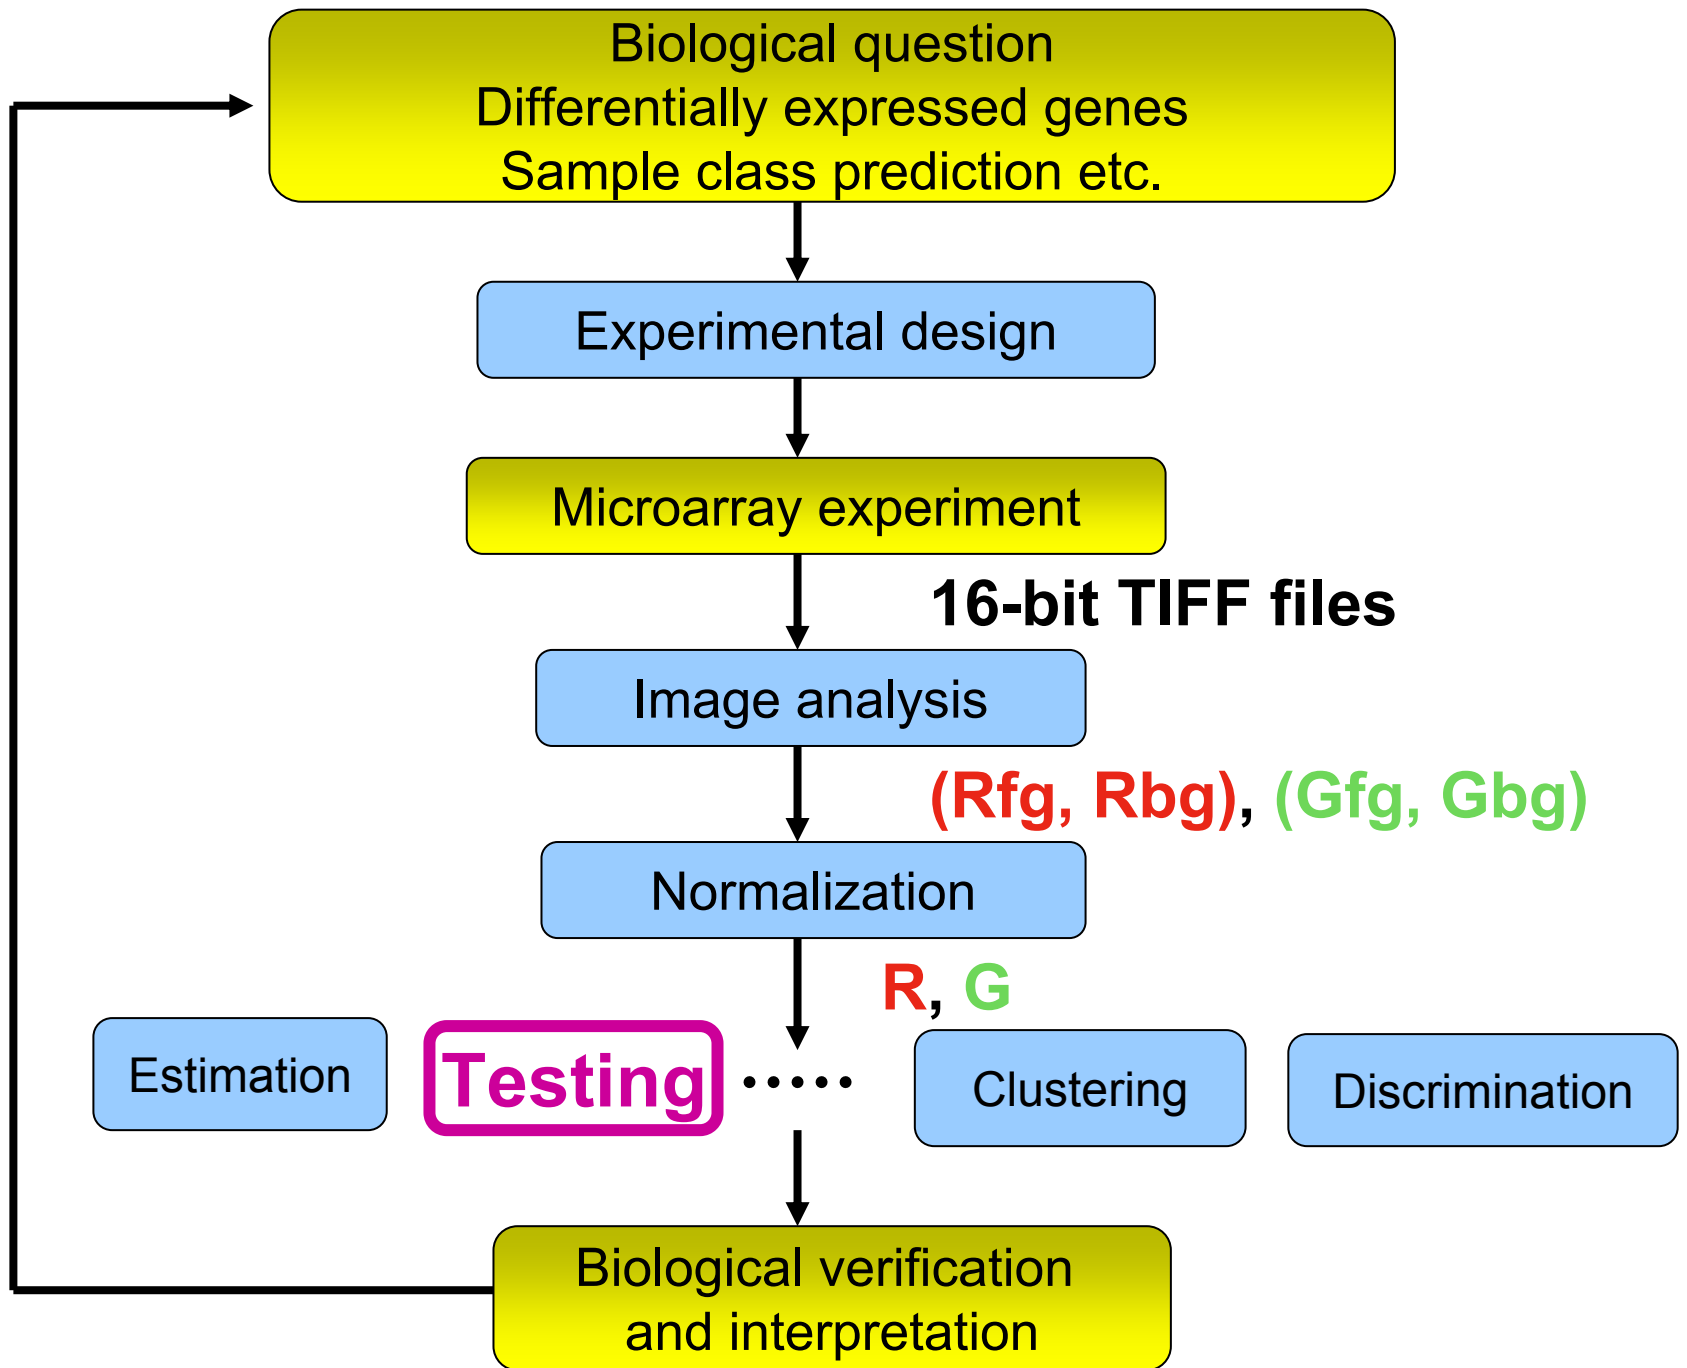 Biological question
Differentially expressed genes
Sample class prediction etc.
Experimental design
Microarray experiment
16-bit TIFF files
Image analysis
(Rfg, Rbg), (Gfg, Gbg)
Normalization
R, G
Estimation
Testing
.....
Clustering
Discrimination
Biological verification
and interpretation